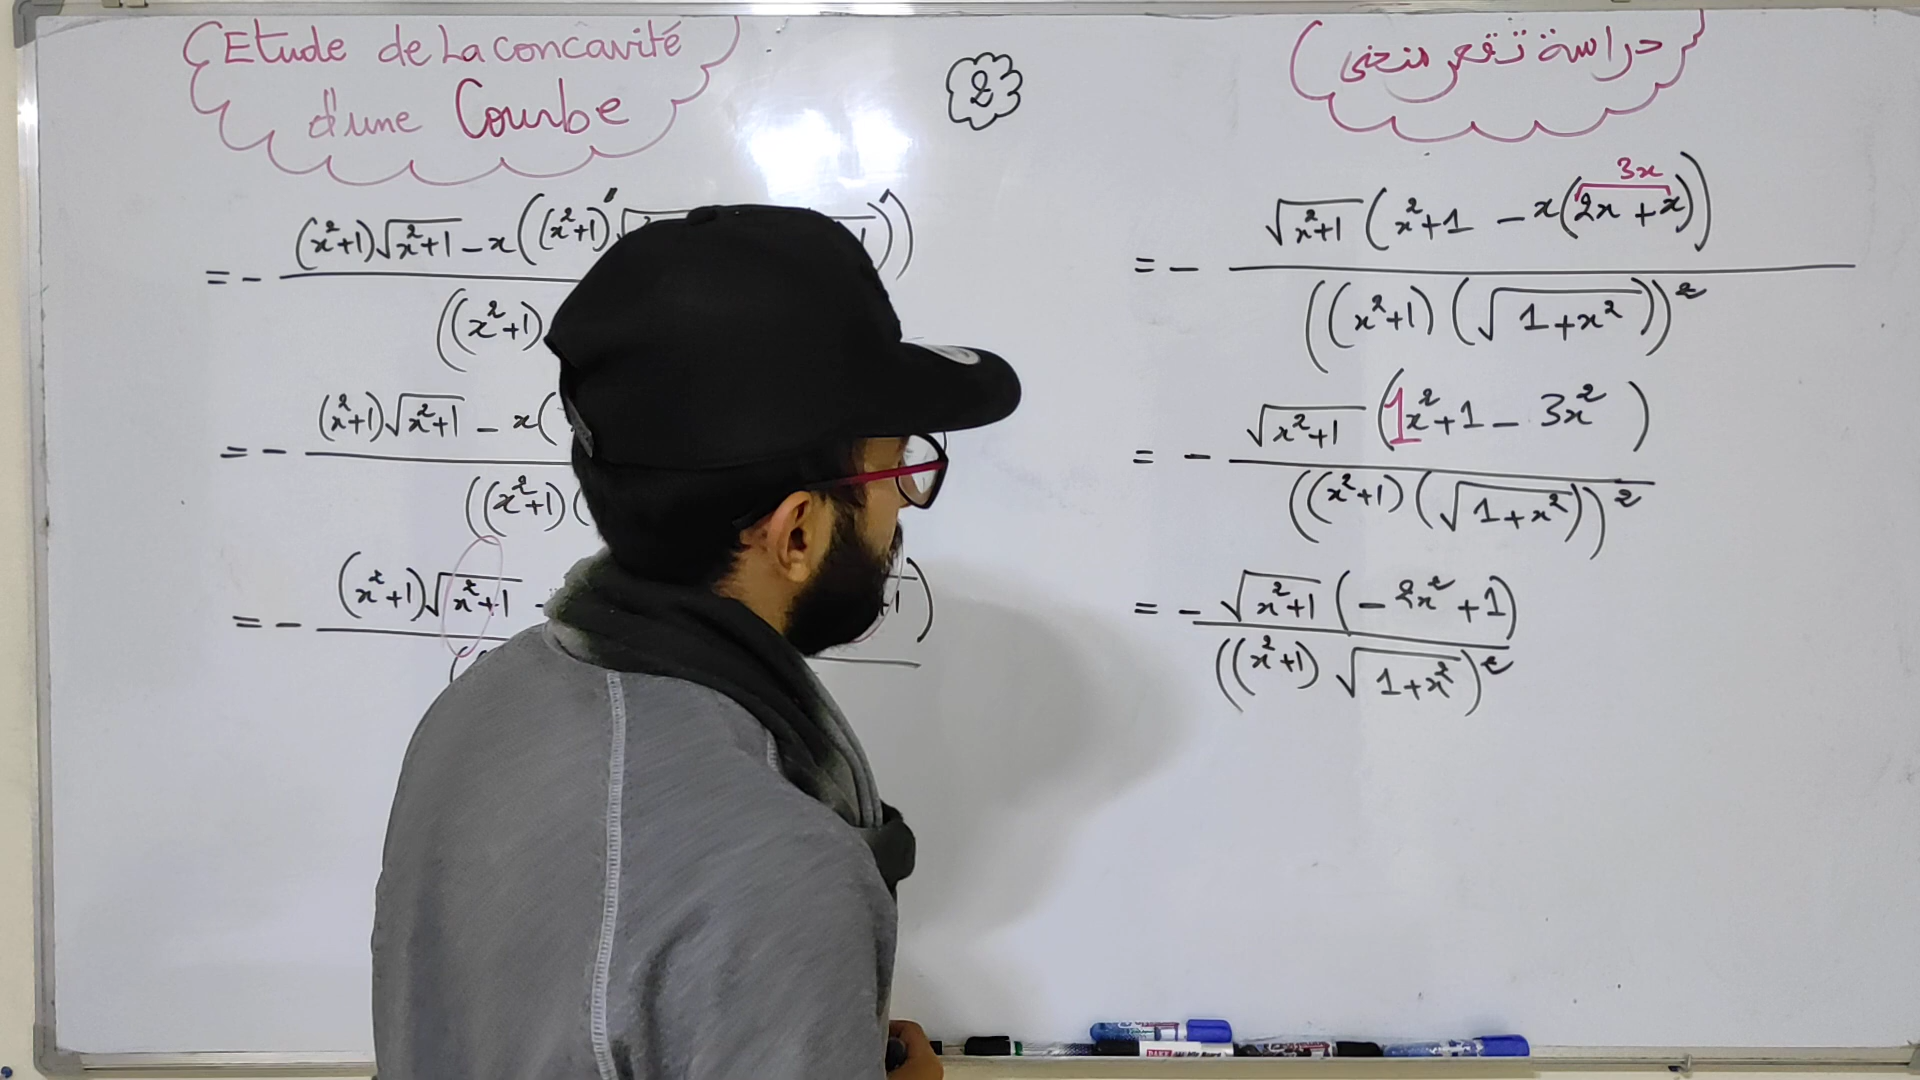 Etude de la concavité
d'une Courbe
2
دراسة تقعر منحنى
= - (x²+1)√x²+1 - x((x²+1)'√
((x²+1)
= - (x²+1)√x²+1 - x(
((x²+1)(
= - (x²+1)√x²+1 -
3x
= - √x²+1 (x²+1 - x(2x+x))
((x²+1)(√1+x²))²
= - √x²+1 (1x²+1 - 3x²)
((x²+1)(√1+x²))²
= - √x²+1 (-2x²+1)
((x²+1)√1+x²)²